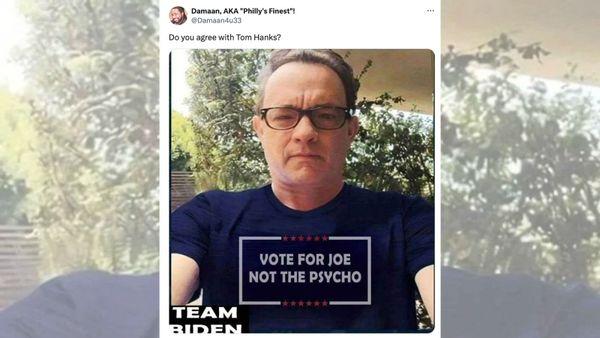 Damaan, AKA "Philly's Finest"!
@Damaan4u33
Do you agree with Tom Hanks?
VOTE FOR JOE
NOT THE PSYCHO
TEAM
BIDEN